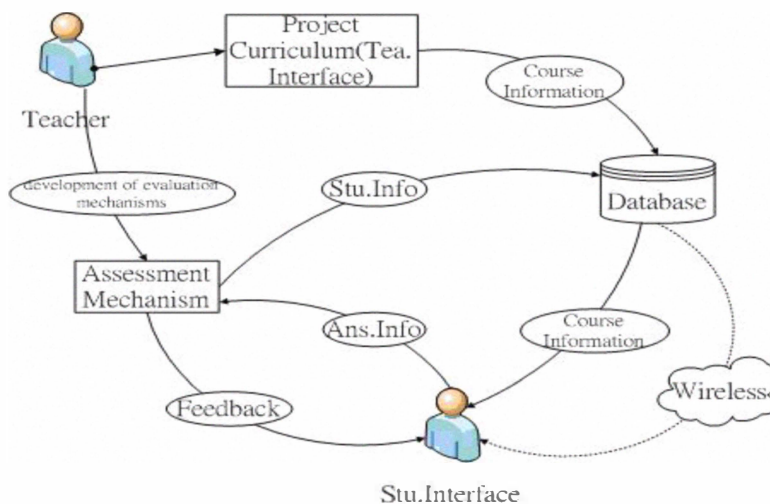 Project
Curriculum(Tea.
Interface)
Course
Information
Teacher
development of evaluation
mechanisms
Stu.Info
Database
Assessment
Mechanism
Ans.Info
Course
Information
Wireless
Feedback
Stu.Interface